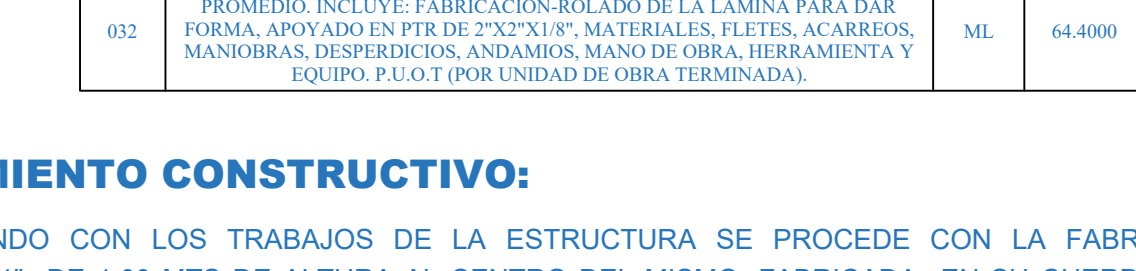 PROMEDIO. INCLUYE: FABRICACIÓN-ROLADO DE LA LAMINA PARA DAR
032 FORMA, APOYADO EN PTR DE 2"X2"X1/8", MATERIALES, FLETES, ACARREOS, ML 64.4000
MANIOBRAS, DESPERDICIOS, ANDAMIOS, MANO DE OBRA, HERRAMIENTA Y
EQUIPO. P.U.O.T (POR UNIDAD DE OBRA TERMINADA).
MIENTO CONSTRUCTIVO:
NDO CON LOS TRABAJOS DE LA ESTRUCTURA SE PROCEDE CON LA FABR